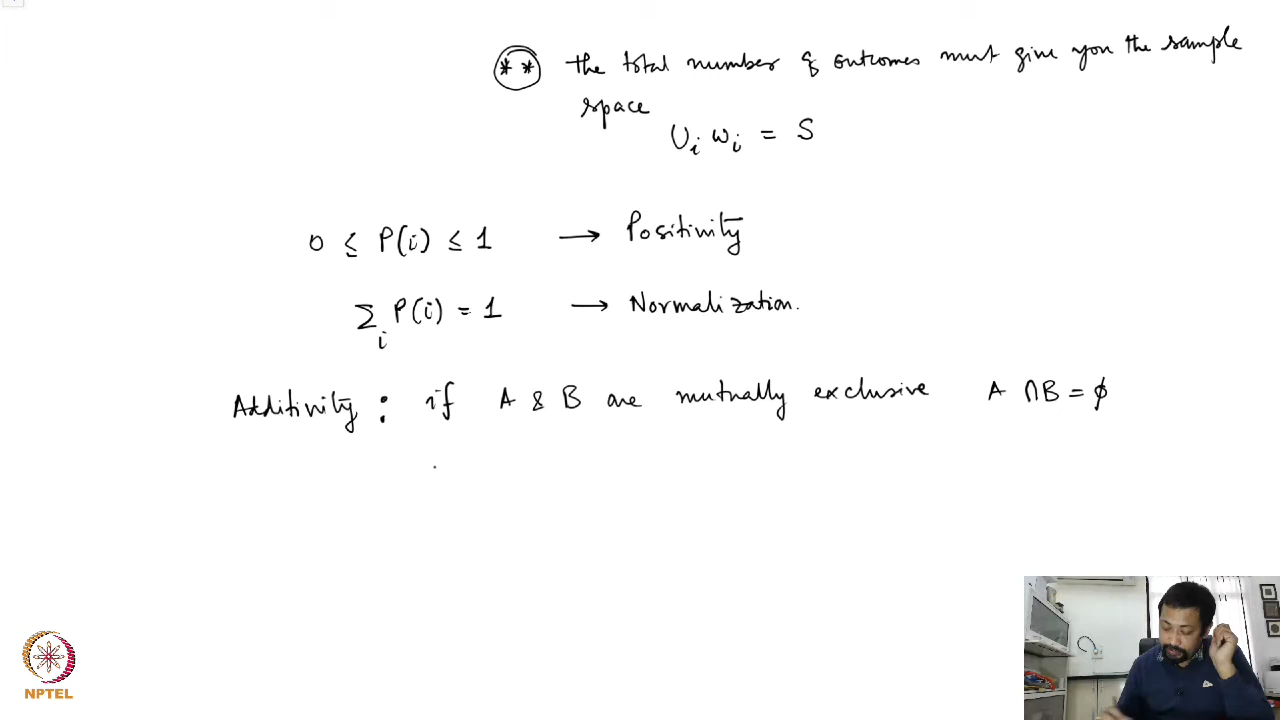 ** the total number of outcomes must give you the sample
space
∪ᵢ ωᵢ = S
0 ≤ P(i) ≤ 1 → Positivity
∑ᵢ P(i) = 1 → Normalization.
Additivity : if A & B are mutually exclusive A ∩ B = ϕ
NPTEL